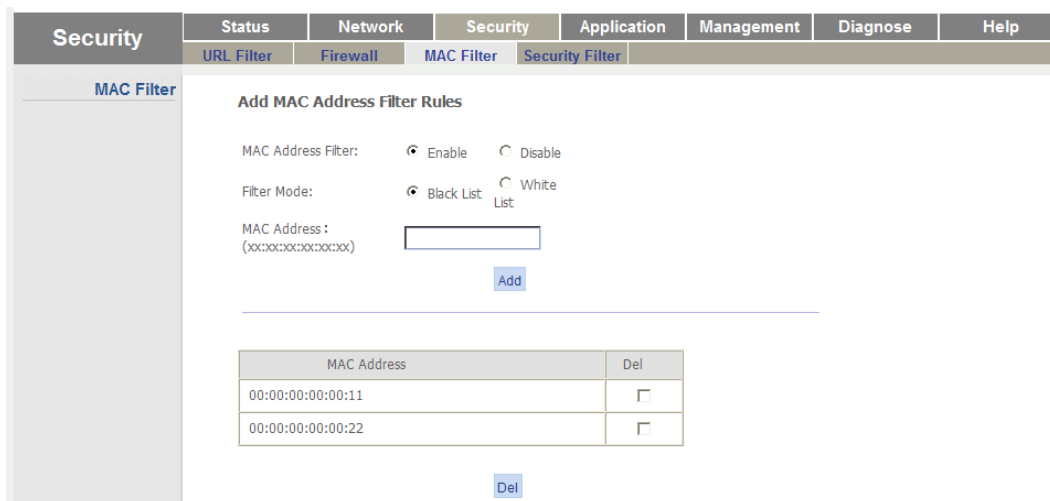 Security
Status Network Security Application Management Diagnose Help
URL Filter Firewall MAC Filter Security Filter
MAC Filter
Add MAC Address Filter Rules
MAC Address Filter: Enable Disable
Filter Mode: Black List White
List
MAC Address:
(xx:xx:xx:xx:xx:xx)
Add
MAC Address Del
00:00:00:00:00:11
00:00:00:00:00:22
Del